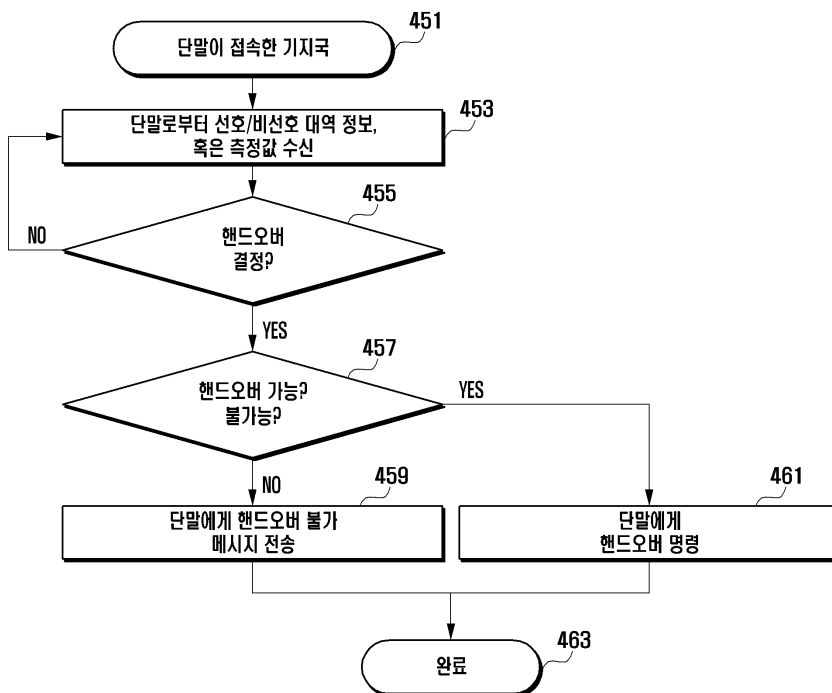 451
단말이 접속한 기지국
453
단말로부터 선호/비선호 대역 정보,
혹은 측정값 수신
455
핸드오버
결정?
NO
YES
457
핸드오버 가능?
불가능?
YES
NO
459
단말에게 핸드오버 불가
메시지 전송
461
단말에게
핸드오버 명령
463
완료